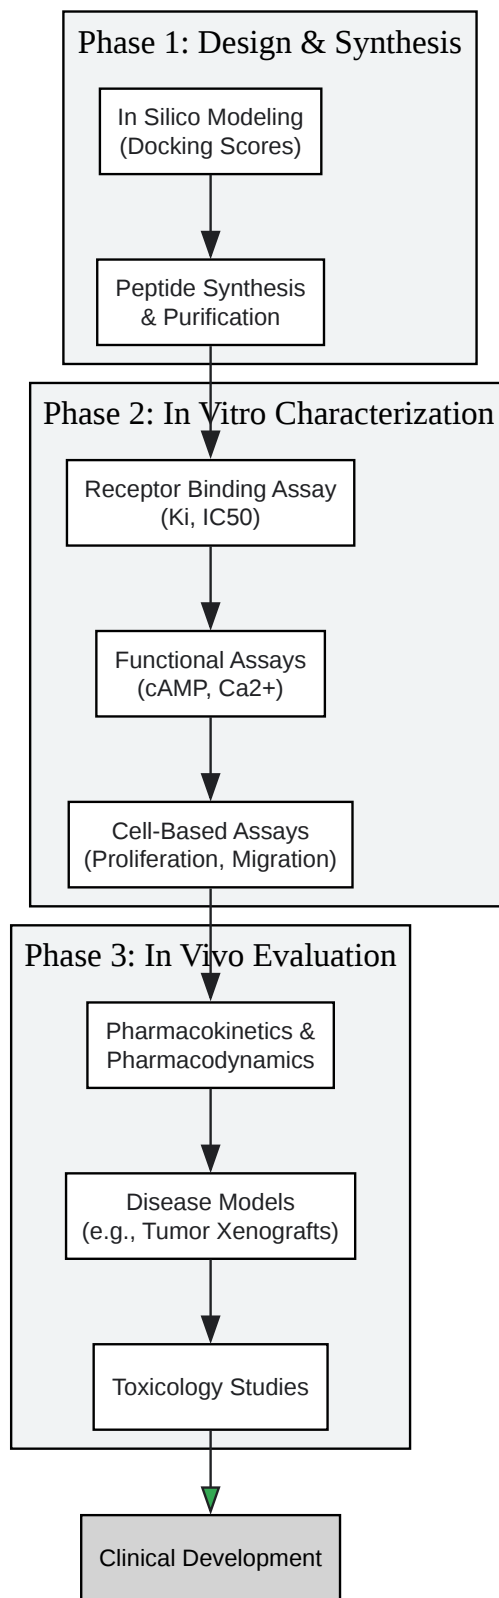 Phase 1: Design & Synthesis
In Silico Modeling
(Docking Scores)
Peptide Synthesis
& Purification
Phase 2: In Vitro Characterization
Receptor Binding Assay
(Ki, IC50)
Functional Assays
(cAMP, Ca2+)
Cell-Based Assays
(Proliferation, Migration)
Phase 3: In Vivo Evaluation
Pharmacokinetics &
Pharmacodynamics
Disease Models
(e.g., Tumor Xenografts)
Toxicology Studies
Clinical Development